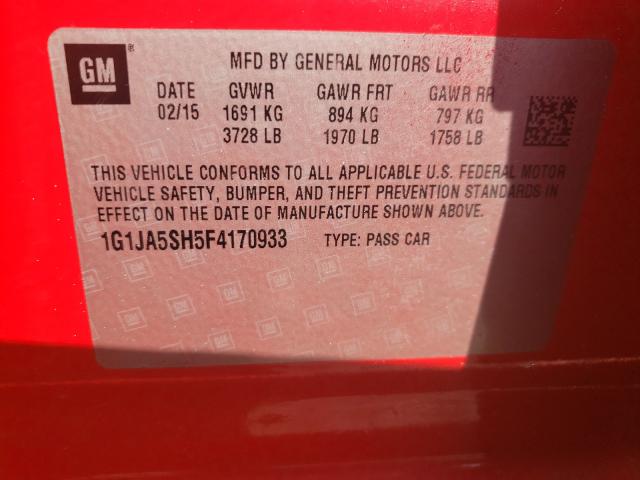 GM ®
MFD BY GENERAL MOTORS LLC
DATE GVWR GAWR FRT GAWR RR
02/15 1691 KG 894 KG 797 KG
3728 LB 1970 LB 1758 LB
THIS VEHICLE CONFORMS TO ALL APPLICABLE U.S. FEDERAL MOTOR
VEHICLE SAFETY, BUMPER, AND THEFT PREVENTION STANDARDS IN
EFFECT ON THE DATE OF MANUFACTURE SHOWN ABOVE.
1G1JA5SH5F4170933 TYPE: PASS CAR